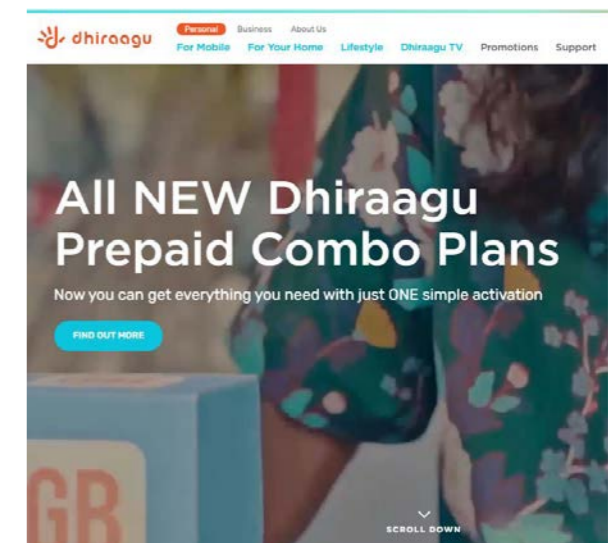 dhiraagu
Personal Business About Us
For Mobile For Your Home Lifestyle Dhiraagu TV Promotions Support
All NEW Dhiraagu
Prepaid Combo Plans
Now you can get everything you need with just ONE simple activation
FIND OUT MORE
GB
SCROLL DOWN